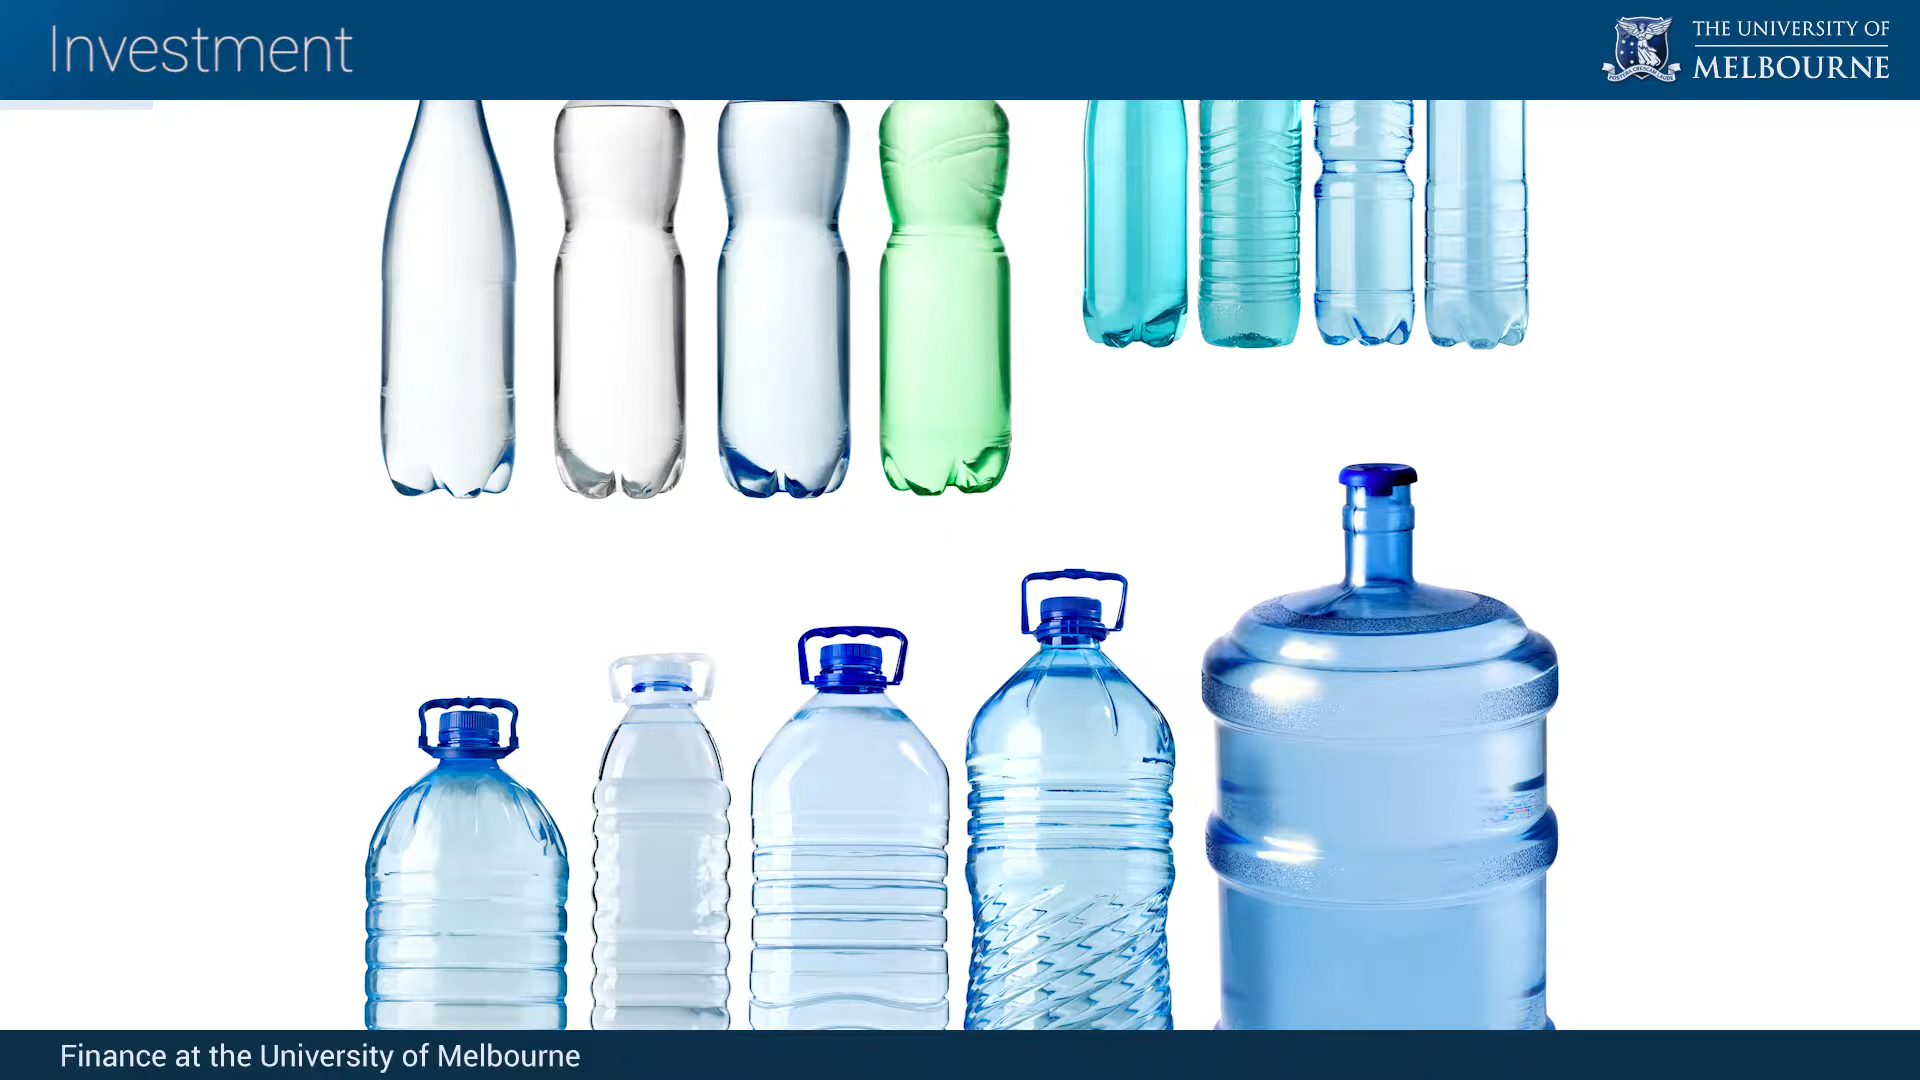 Investment
THE UNIVERSITY OF
MELBOURNE
Finance at the University of Melbourne